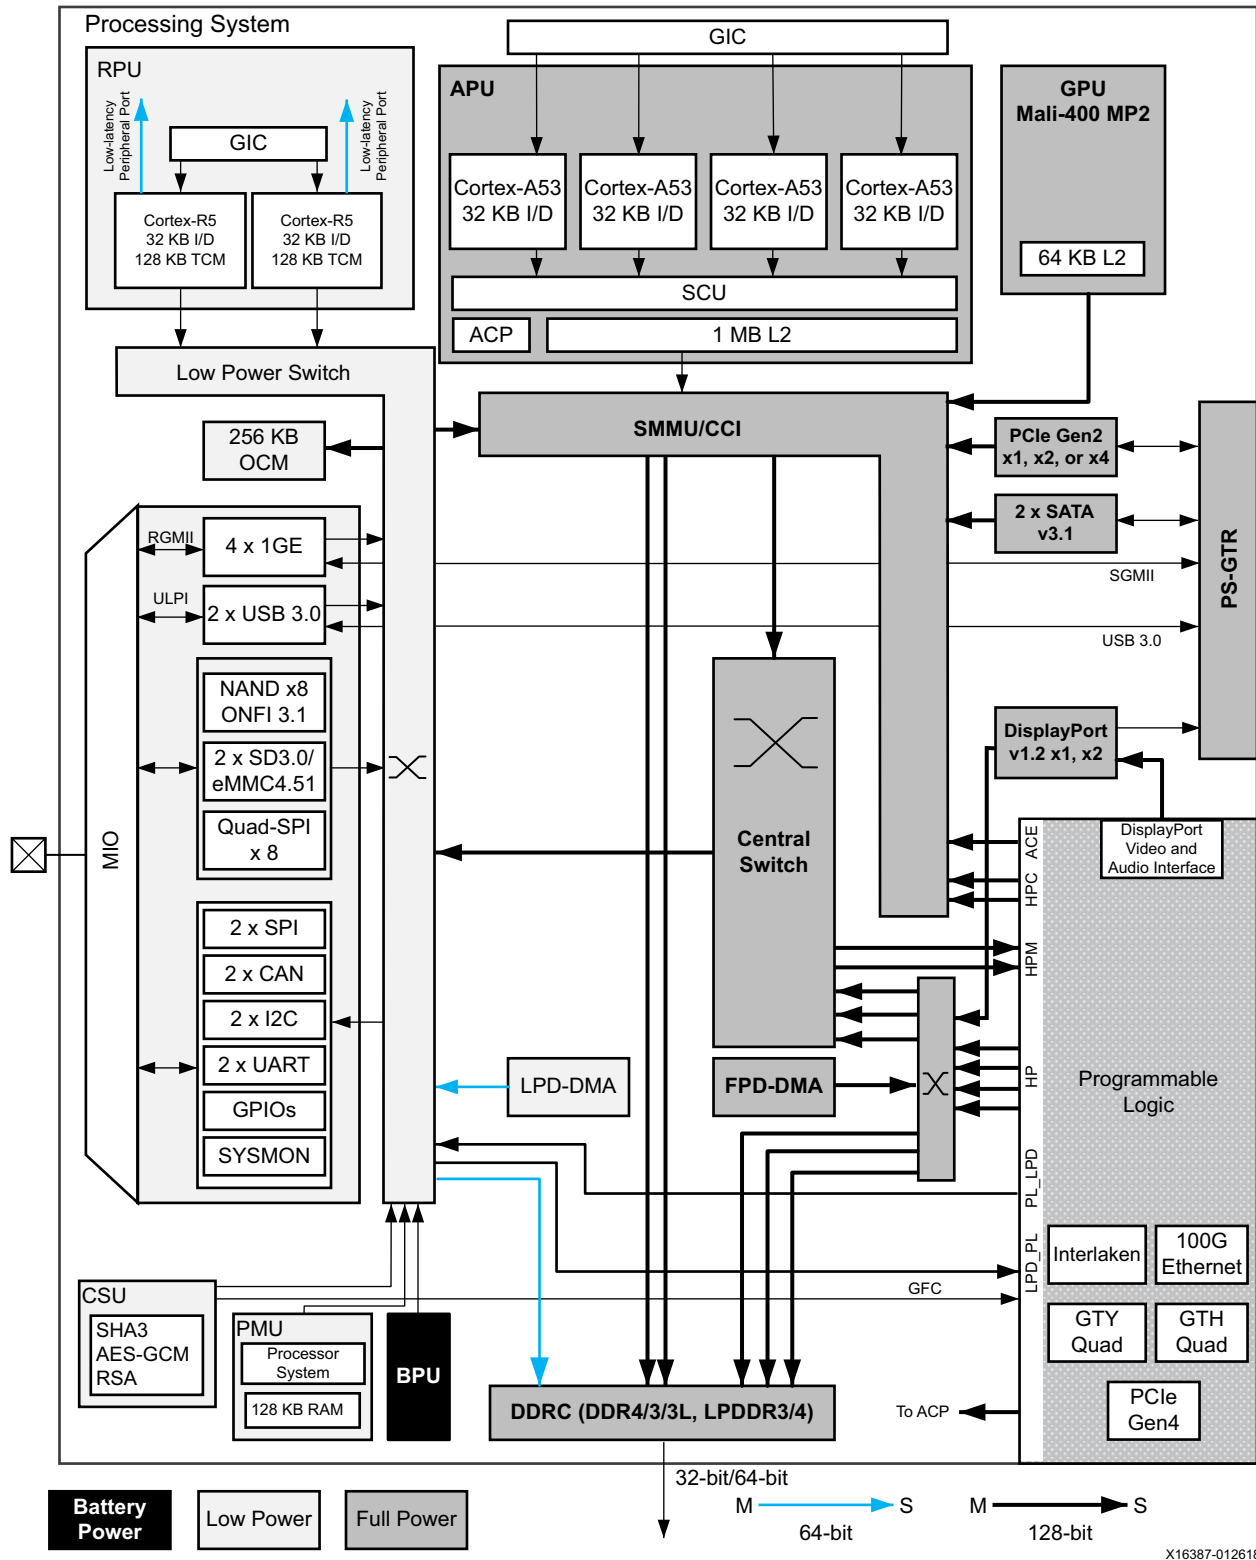 Processing System
RPU
Low-latency
Peripheral Port
Low-latency
Peripheral Port
GIC
Cortex-R5
32 KB I/D
128 KB TCM
Cortex-R5
32 KB I/D
128 KB TCM
GIC
APU
Cortex-A53
32 KB I/D
Cortex-A53
32 KB I/D
Cortex-A53
32 KB I/D
Cortex-A53
32 KB I/D
SCU
ACP
1 MB L2
GPU
Mali-400 MP2
64 KB L2
Low Power Switch
256 KB
OCM
SMMU/CCI
PCIe Gen2
x1, x2, or x4
2 x SATA
v3.1
PS-GTR
RGMII
4 x 1GE
SGMII
ULPI
2 x USB 3.0
USB 3.0
NAND x8
ONFI 3.1
2 x SD3.0/
eMMC4.51
Quad-SPI
x 8
MIO
Central
Switch
DisplayPort
v1.2 x1, x2
DisplayPort
Video and
Audio Interface
ACE
HPC
HPM
HP
PL_LPD
LPD_PL
2 x SPI
2 x CAN
2 x I2C
2 x UART
GPIOs
SYSMON
LPD-DMA
FPD-DMA
Programmable
Logic
Interlaken
100G
Ethernet
GTY
Quad
GTH
Quad
PCIe
Gen4
GFC
To ACP
CSU
SHA3
AES-GCM
RSA
PMU
Processor
System
128 KB RAM
BPU
DDRC (DDR4/3/3L, LPDDR3/4)
32-bit/64-bit
Battery
Power
Low Power
Full Power
M S
64-bit
M S
128-bit
X16387-012618